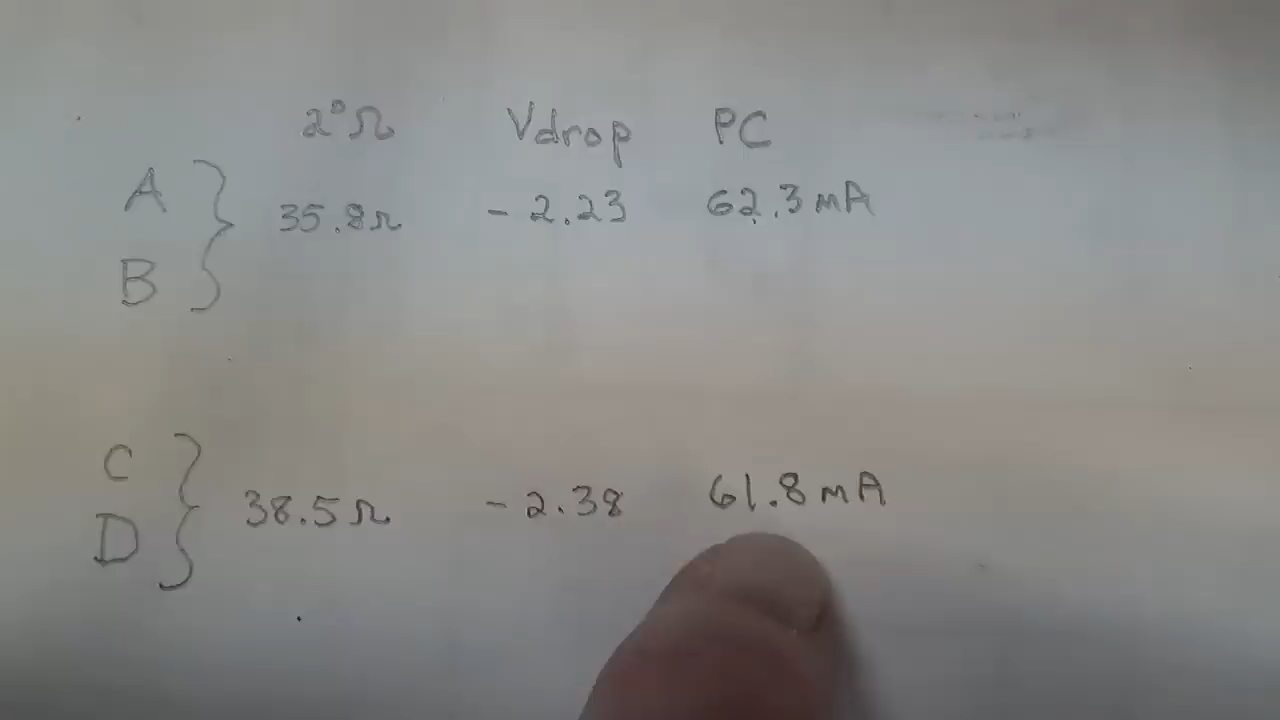 2° Ω Vdrop PC
A
35.8Ω - 2.23 62.3mA
B
C
38.5Ω - 2.38 61.8mA
D